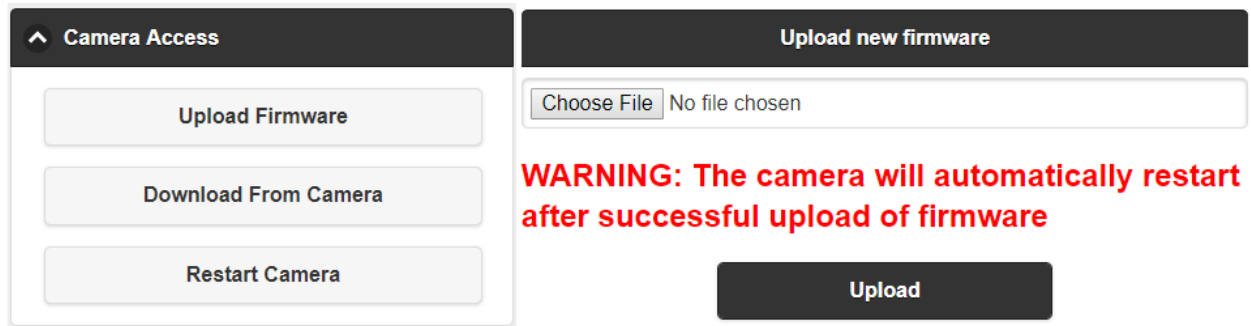 Camera Access
Upload Firmware
Download From Camera
Restart Camera
Upload new firmware
Choose File No file chosen
WARNING: The camera will automatically restart
after successful upload of firmware
Upload